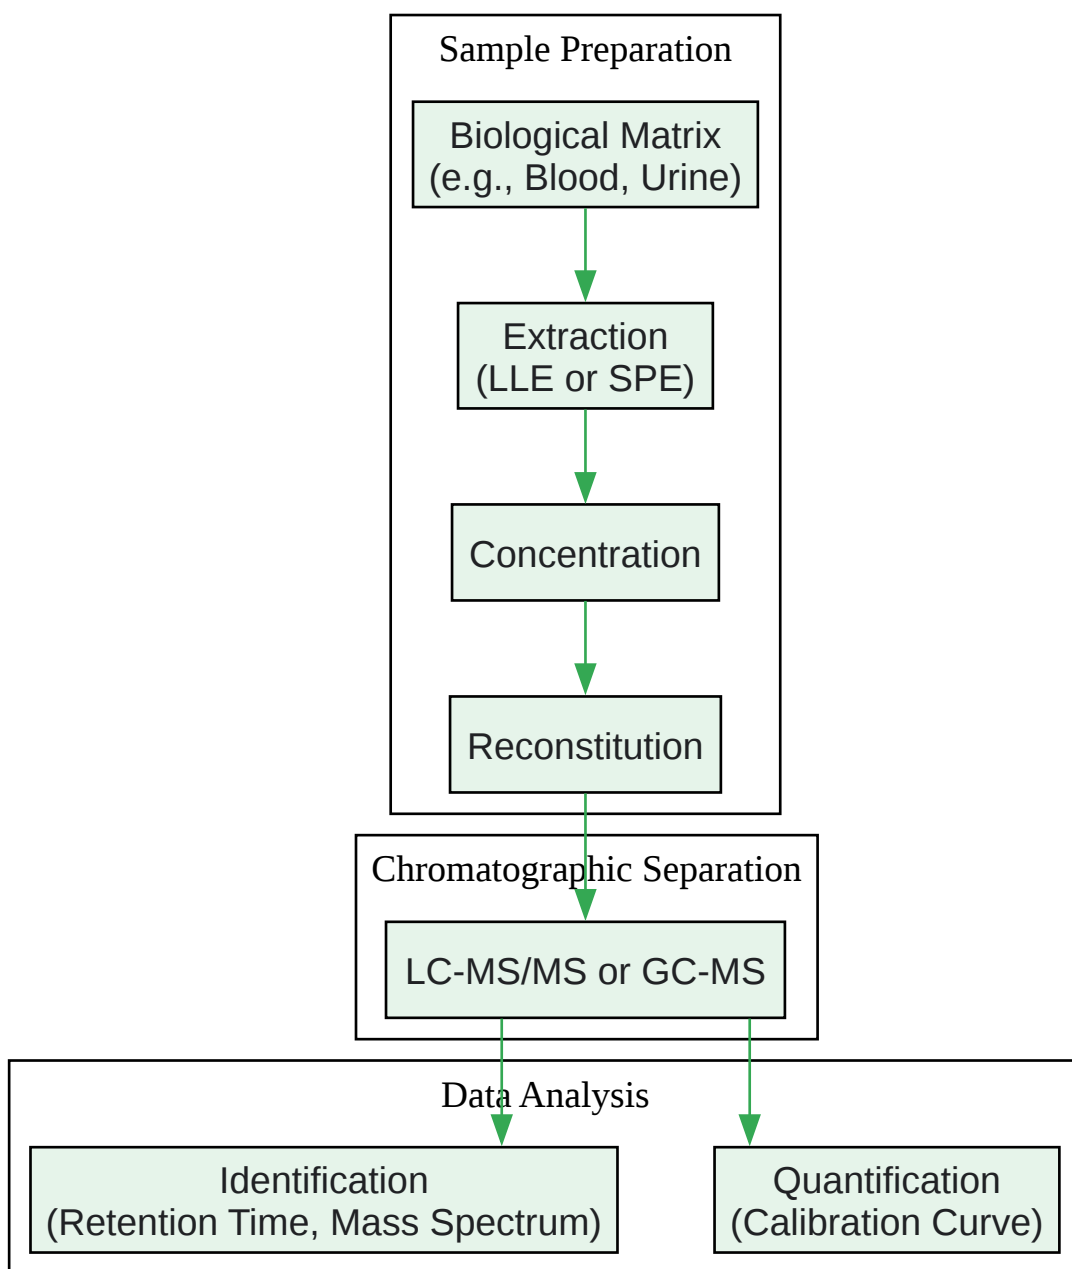 Sample Preparation
Biological Matrix
(e.g., Blood, Urine)
Extraction
(LLE or SPE)
Concentration
Reconstitution
Chromatographic Separation
LC-MS/MS or GC-MS
Data Analysis
Identification
(Retention Time, Mass Spectrum)
Quantification
(Calibration Curve)